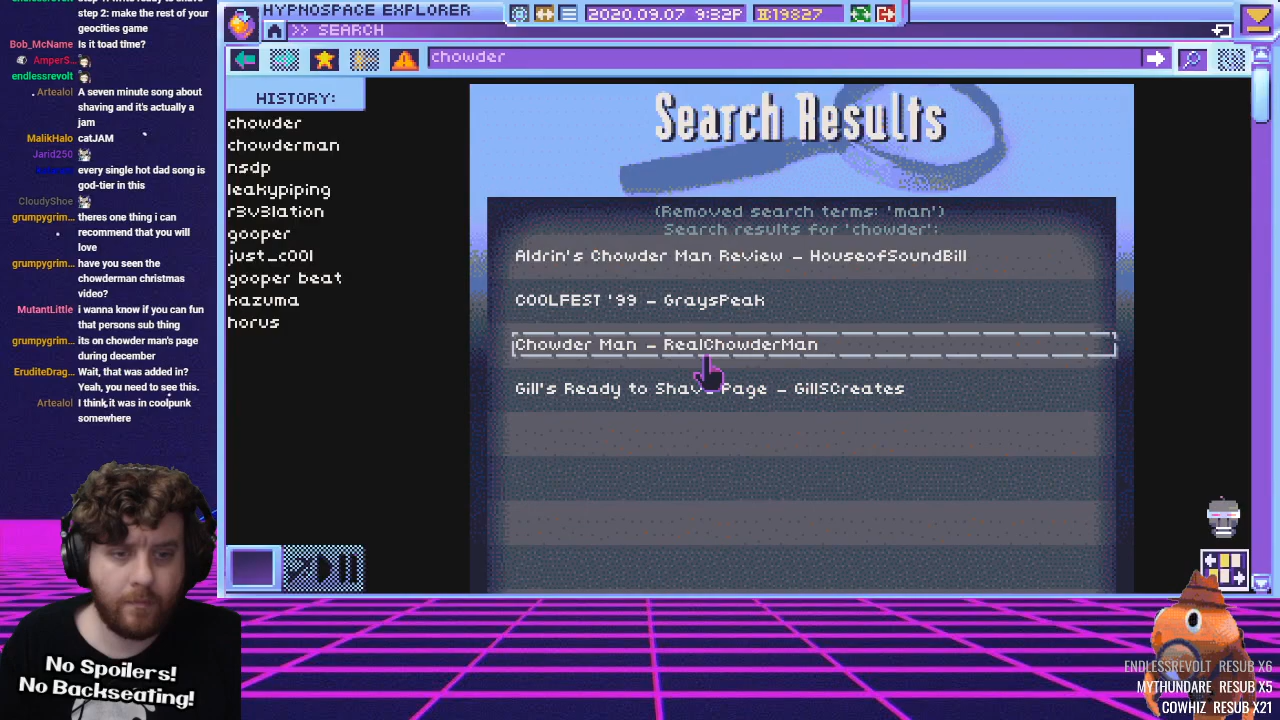 step 2: make the rest of your
geocities game
Bob_McName Is it toad time?
AmperS...
endlessrevolt
Artealol A seven minute song about
shaving and it's actually a
jam
MalikHalo catJAM
Jarid250
every single hot dad song is
god-tier in this
CloudyShoe
grumpygrim... theres one thing i can
recommend that you will
love
grumpygrim... have you seen the
chowderman christmas
video?
MutantLittle i wanna know if you can fun
that persons sub thing
grumpygrim... its on chowder man's page
during december
EruditeDrag... Wait, that was added in?
Yeah, you need to see this.
Artealol I think it was in coolpunk
somewhere
HYPNOSPACE EXPLORER
2020.09.07 9:32P
19827
>> SEARCH
chowder
HISTORY:
chowder
chowderman
nsdp
leakypiping
r3v3lation
gooper
just_c00l
gooper beat
kazuma
horus
Search Results
(Removed search terms: 'man')
Search results for 'chowder':
Aldrin's Chowder Man Review - HouseofSoundBill
COOLFEST '99 - GraysPeak
Chowder Man - RealChowderMan
Gill's Ready to Shave Page - GillSCreates
No Spoilers!
No Backseating!
ENDLESSREVOLT RESUB X6
MYTHUNDARE RESUB X5
COWHIZ RESUB X21